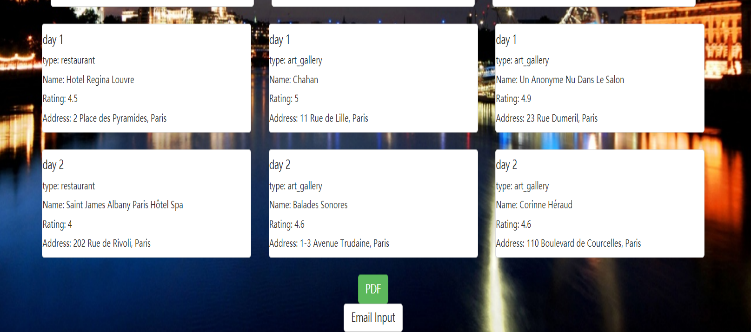 day 1
type: restaurant
Name: Hotel Regina Louvre
Rating: 4.5
Address: 2 Place des Pyramides, Paris
day 1
type: art_gallery
Name: Chahan
Rating: 5
Address: 11 Rue de Lille, Paris
day 1
type: art_gallery
Name: Un Anonyme Nu Dans Le Salon
Rating: 4.9
Address: 23 Rue Dumeril, Paris
day 2
type: restaurant
Name: Saint James Albany Paris Hôtel Spa
Rating: 4
Address: 202 Rue de Rivoli, Paris
day 2
type: art_gallery
Name: Balades Sonores
Rating: 4.6
Address: 1-3 Avenue Trudaine, Paris
day 2
type: art_gallery
Name: Corinne Héraud
Rating: 4.6
Address: 110 Boulevard de Courcelles, Paris
PDF
Email Input